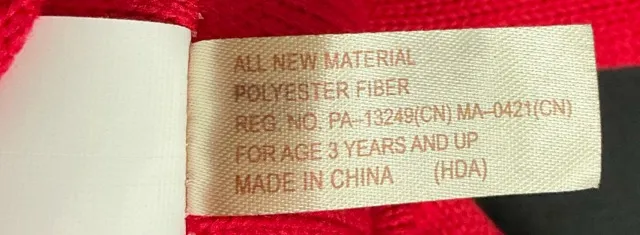 ALL NEW MATERIAL
POLYESTER FIBER
REG. NO. PA-13249(CN) MA-0421(CN)
FOR AGE 3 YEARS AND UP
MADE IN CHINA (HDA)